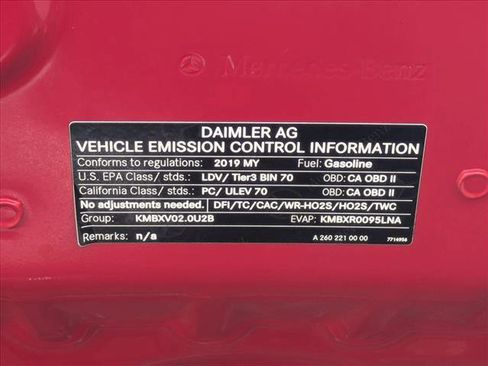 Mercedes-Benz
DAIMLER AG
VEHICLE EMISSION CONTROL INFORMATION
Conforms to regulations: 2019 MY Fuel: Gasoline
U.S. EPA Class/ stds.: LDV/ Tier3 BIN 70 OBD: CA OBD II
California Class/ stds.: PC/ ULEV 70 OBD: CA OBD II
No adjustments needed. DFI/TC/CAC/WR-HO2S/HO2S/TWC
Group: KMBXV02.0U2B EVAP: KMBXR0095LNA
Remarks: n/a A 260 221 00 00 7714936